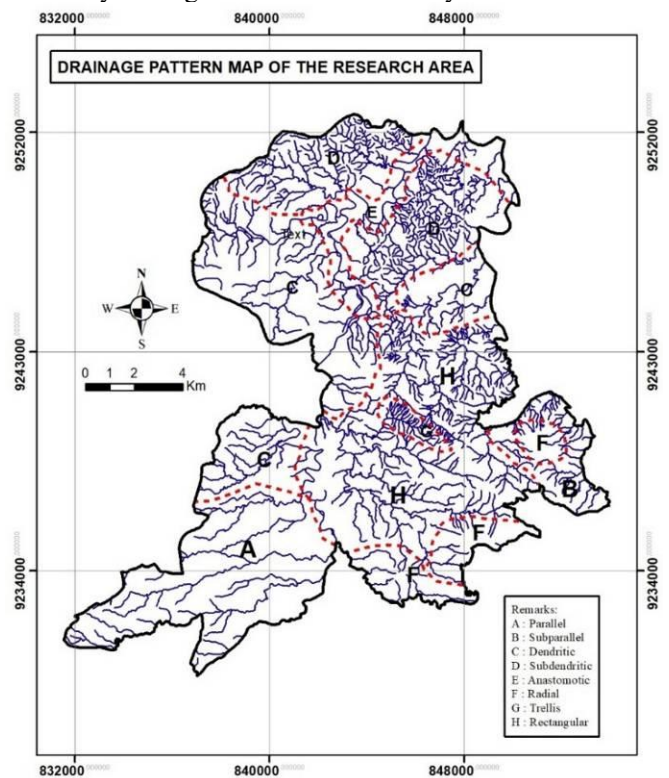 832000 840000 848000
DRAINAGE PATTERN MAP OF THE RESEARCH AREA
9252000 9252000
D
E
D
Text
C
C
N
W E
S
9243000 9243000
0 1 2 4
Km
H
G
F
C
H
B
F
A
F
9234000 9234000
Remarks:
A : Parallel
B : Subparallel
C : Dendritic
D : Subdendritic
E : Anastomotic
F : Radial
G : Trellis
H : Rectangular
832000 840000 848000